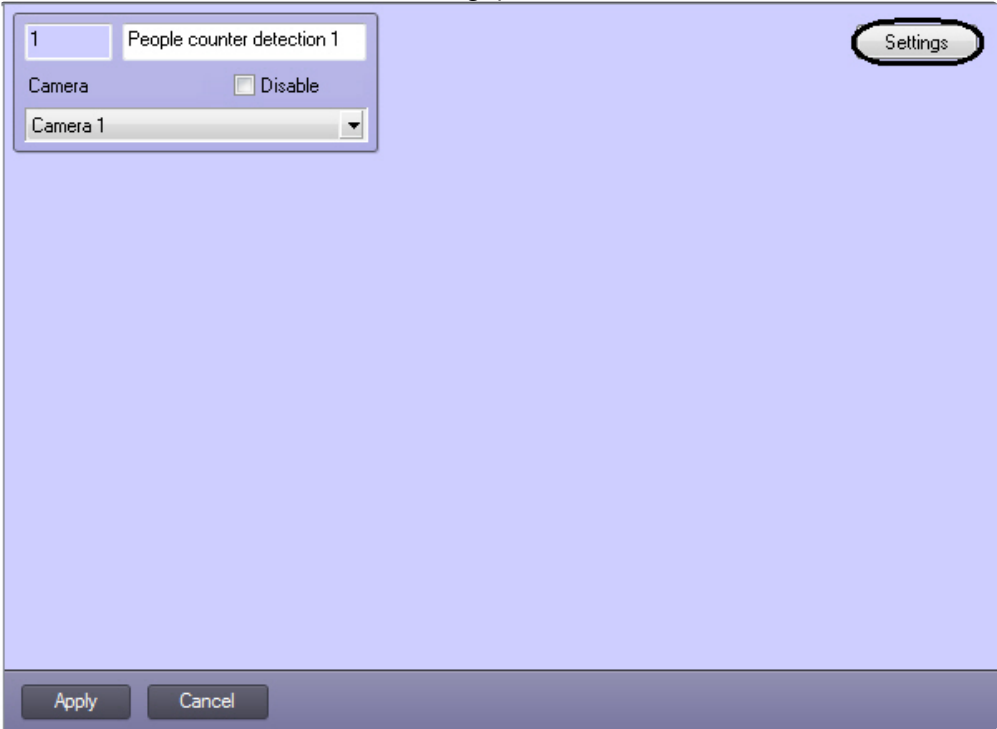 1 People counter detection 1
Settings
Camera Disable
Camera 1
Apply Cancel